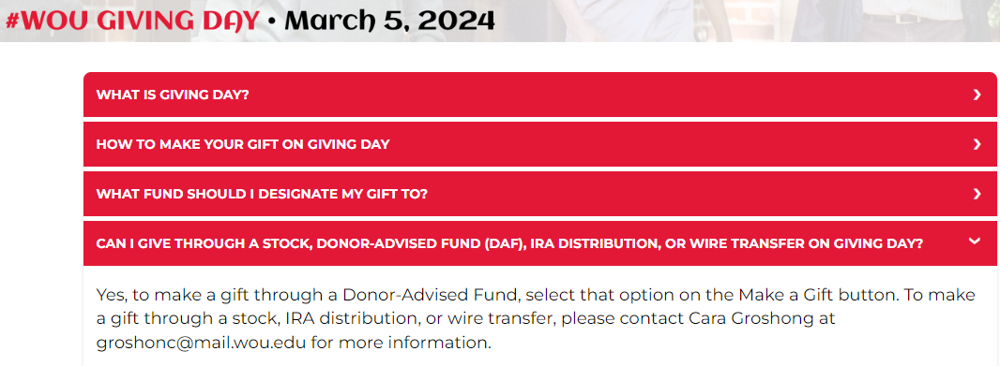 #WOU GIVING DAY • March 5, 2024
WHAT IS GIVING DAY?
HOW TO MAKE YOUR GIFT ON GIVING DAY
WHAT FUND SHOULD I DESIGNATE MY GIFT TO?
CAN I GIVE THROUGH A STOCK, DONOR-ADVISED FUND (DAF), IRA DISTRIBUTION, OR WIRE TRANSFER ON GIVING DAY?
Yes, to make a gift through a Donor-Advised Fund, select that option on the Make a Gift button. To make
a gift through a stock, IRA distribution, or wire transfer, please contact Cara Groshong at
groshonc@mail.wou.edu for more information.